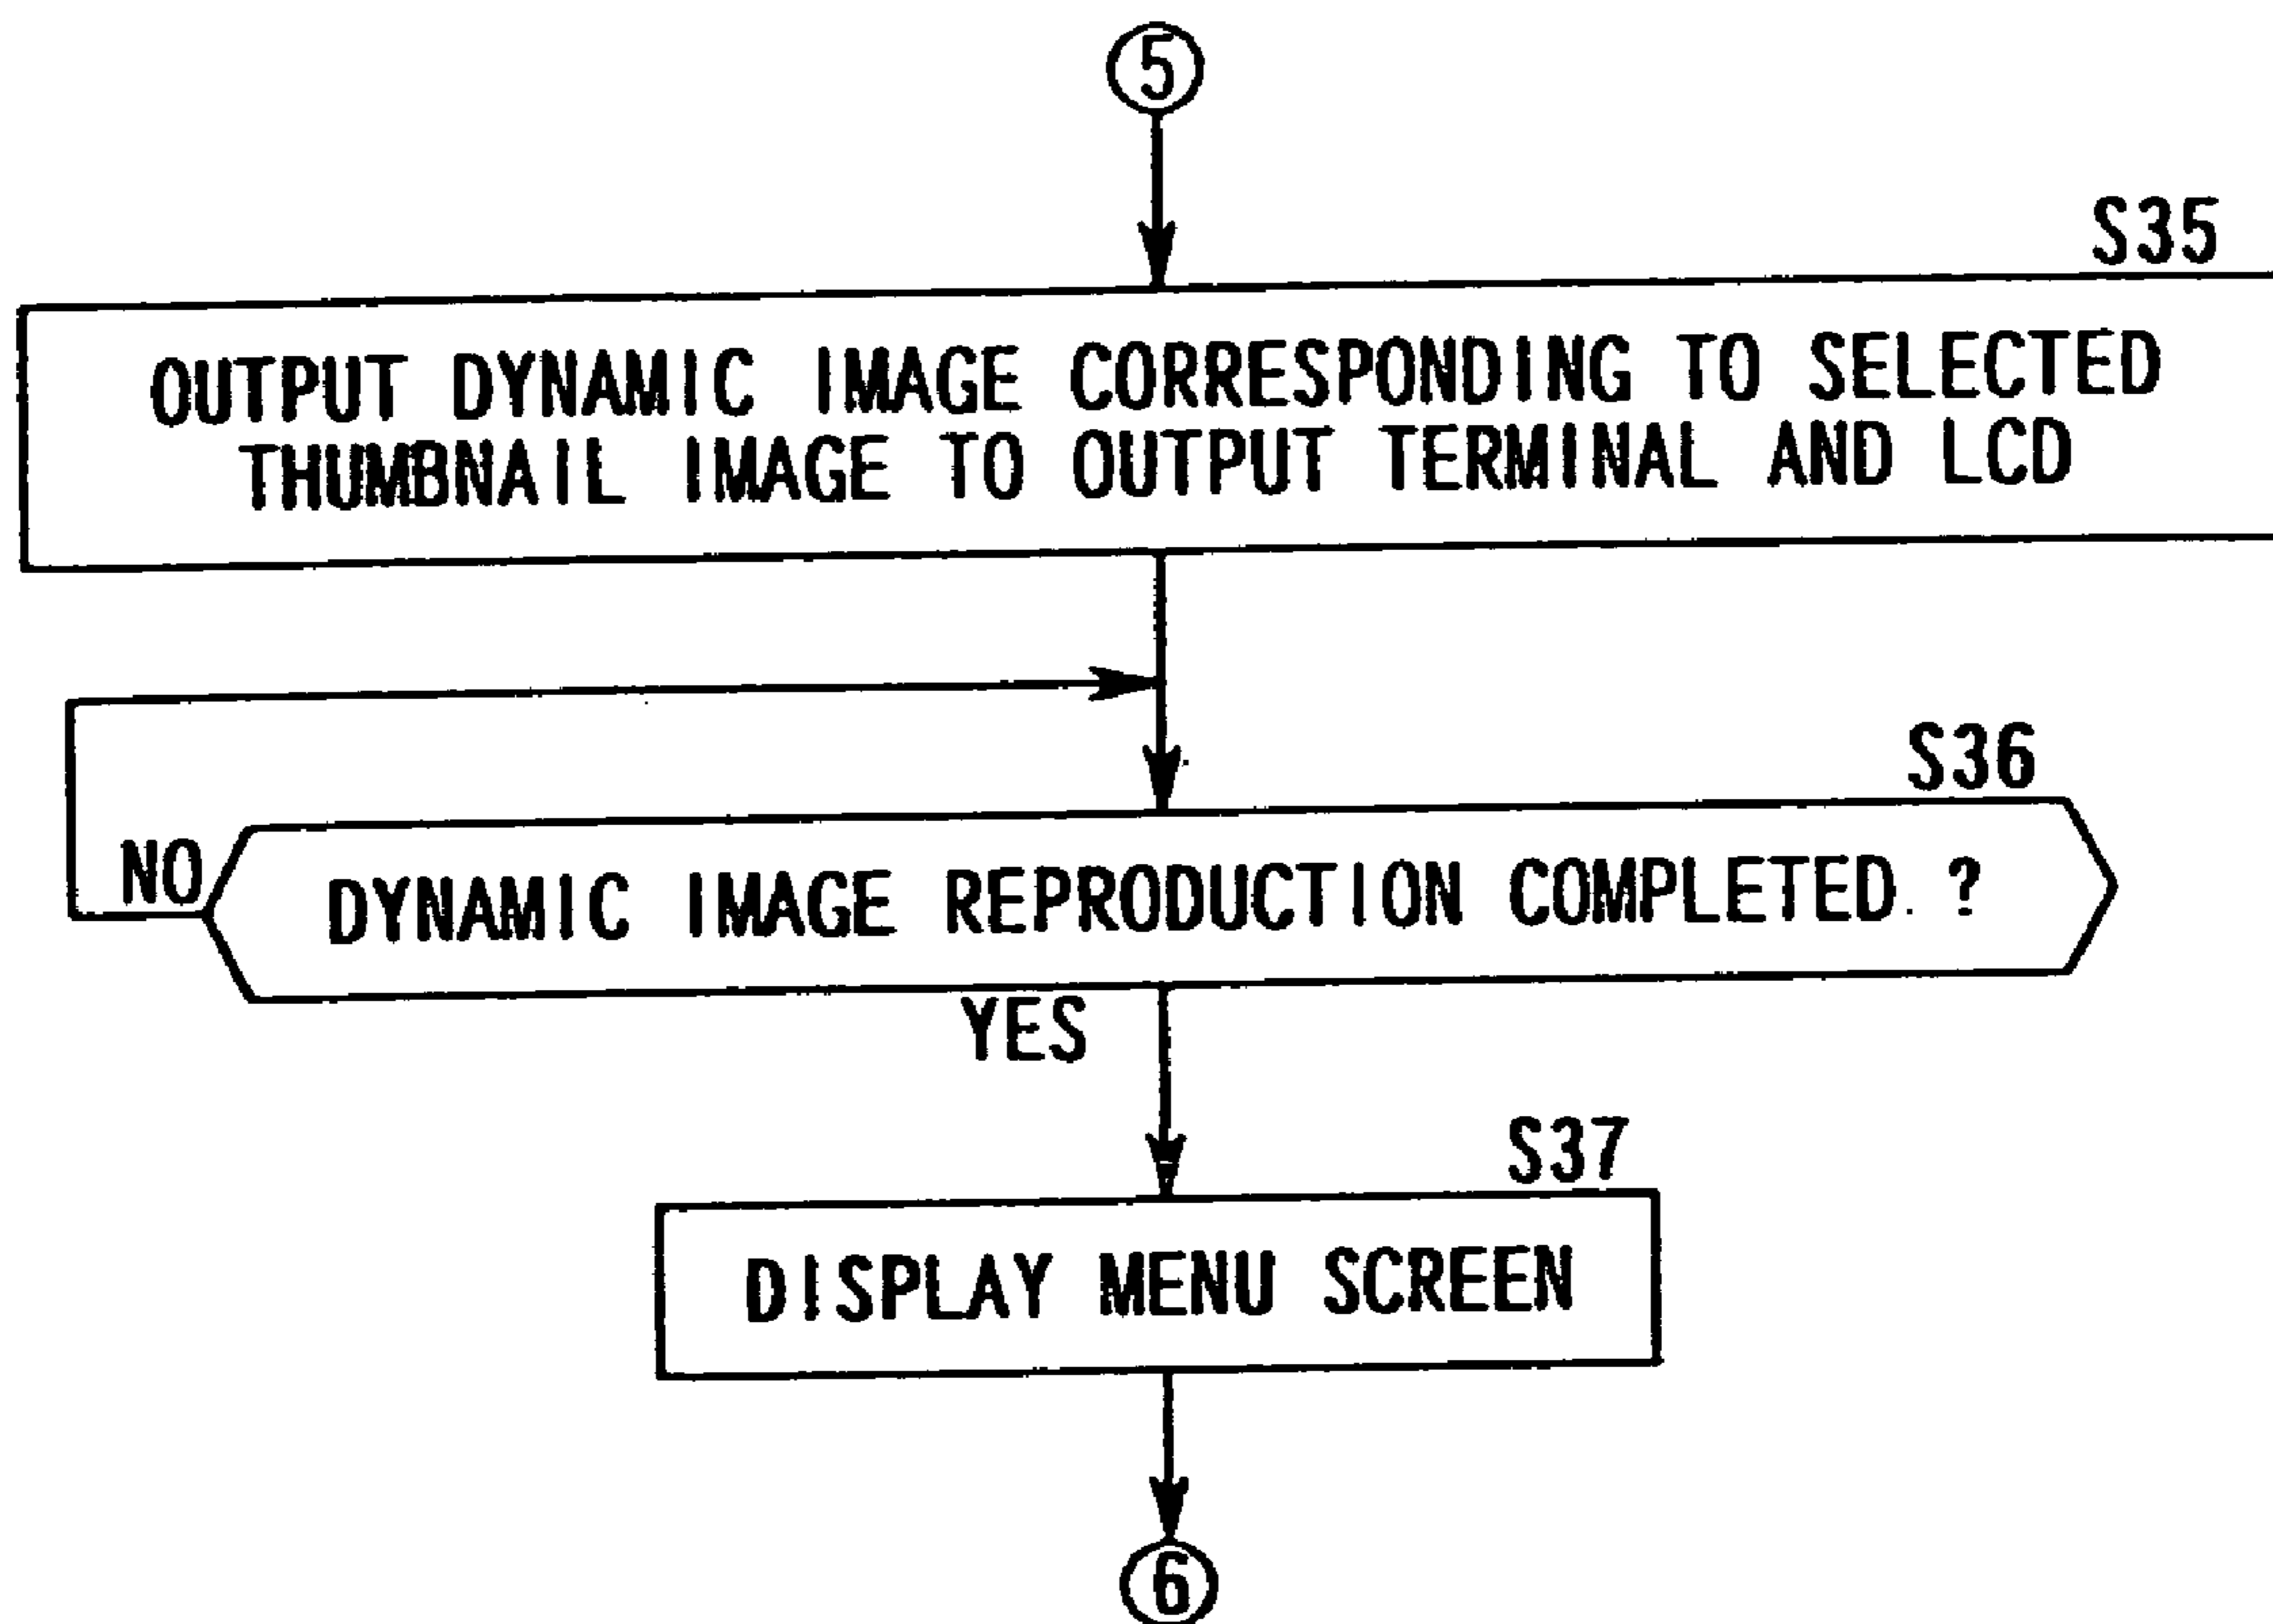 5
S35
OUTPUT DYNAMIC IMAGE CORRESPONDING TO SELECTED
THUMBNAIL IMAGE TO OUTPUT TERMINAL AND LCD
S36
NO
DYNAMIC IMAGE REPRODUCTION COMPLETED ?
YES
S37
DISPLAY MENU SCREEN
6